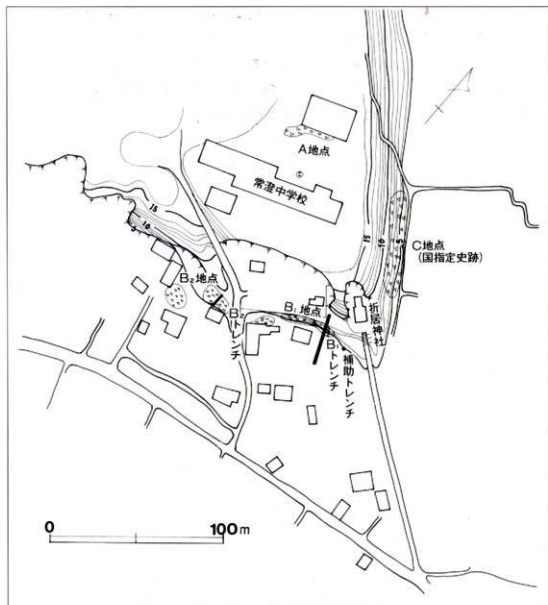 A地点
常澄中学校
15
10
5
15
10
5
C地点
(国指定史跡)
B₂地点
B₂トレンチ
B₁地点
B₁トレンチ
補助トレンチ
折居神社
0
100m